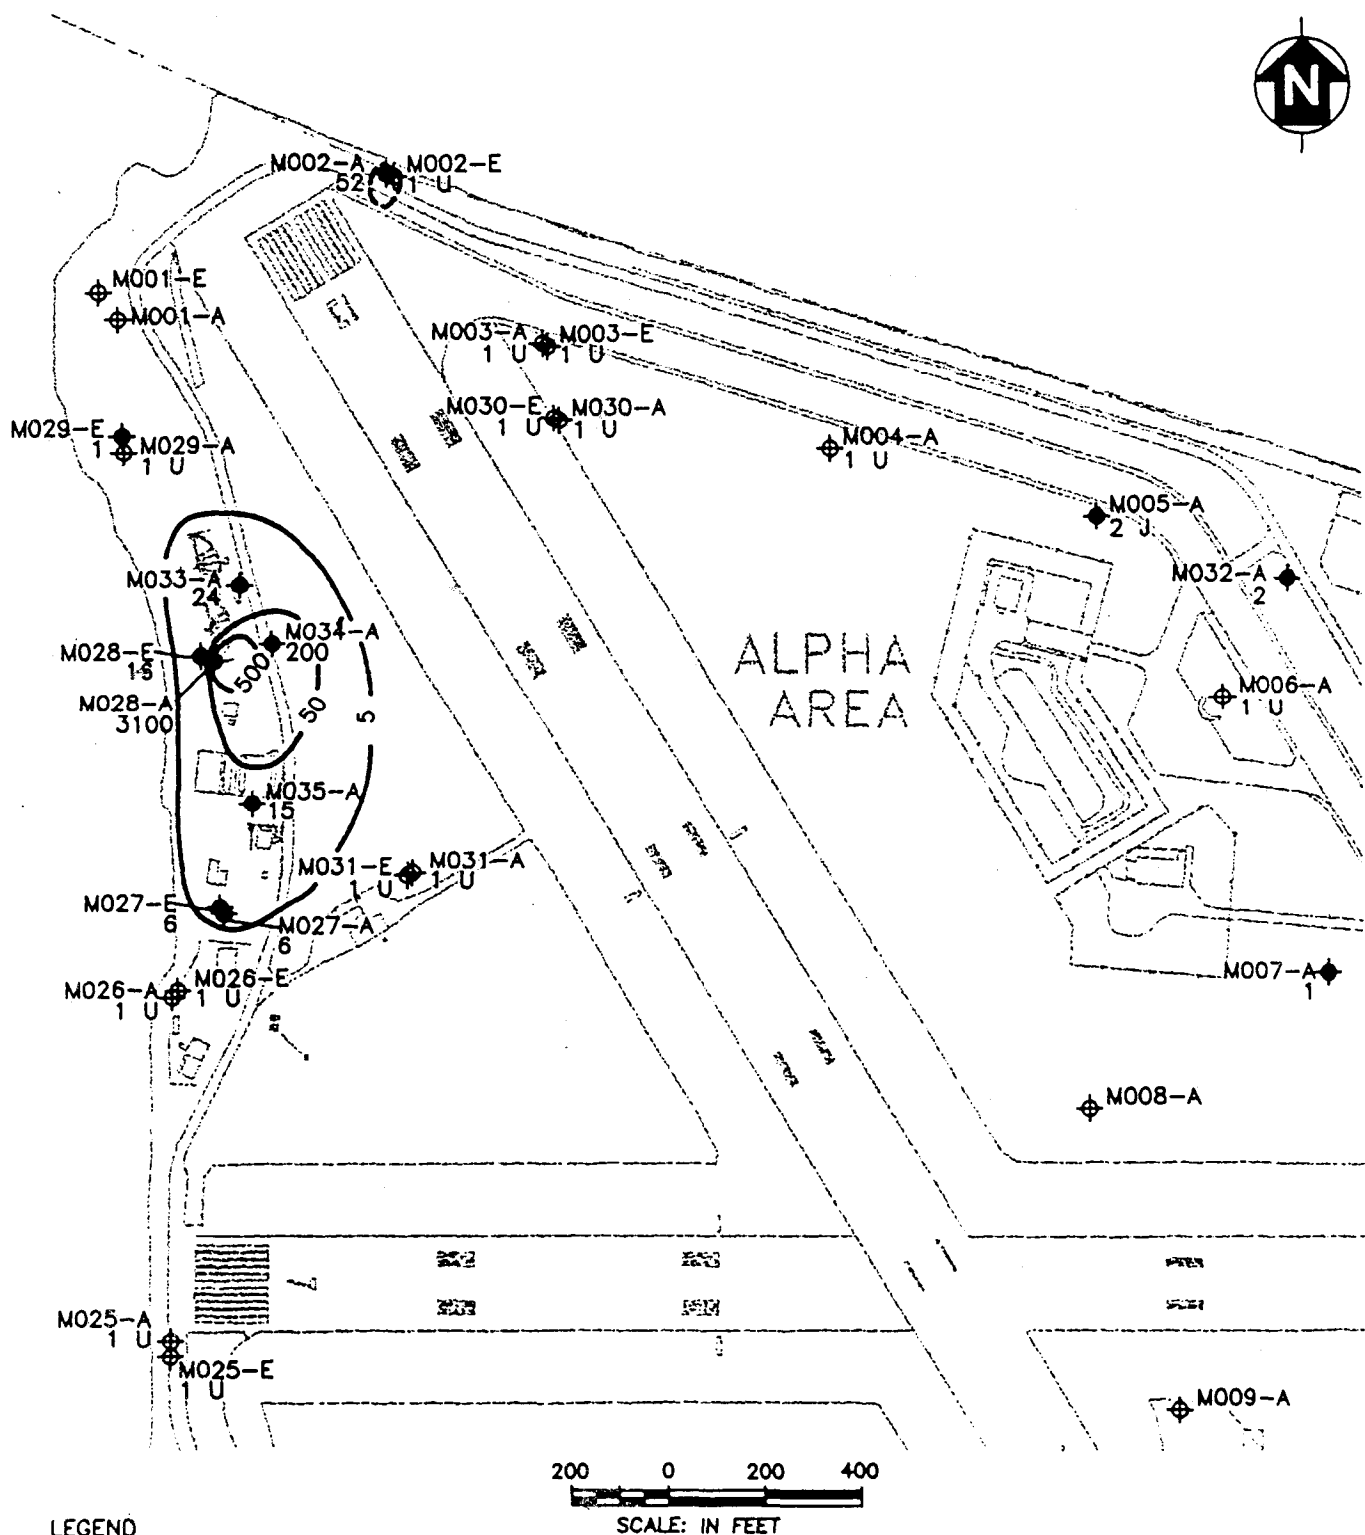 N
M002-A
52
M002-E
1 U
M001-E
M001-A
M003-A
1 U
M003-E
1 U
M030-E
1 U
M030-A
1 U
M029-E
1
M029-A
1 U
M004-A
1 U
M005-A
2 J
M032-A
2
M033-A
24
M034-A
200
M028-E
M028-A
3100
500
50
5
ALPHA
AREA
M006-A
1 U
M035-A
15
M031-E
1 U
M031-A
1 U
M027-E
6
M027-A
6
M026-A
1 U
M026-E
1 U
M007-A
1
M008-A
7
M025-A
1 U
M025-E
1 U
M009-A
200 0 200 400
SCALE: IN FEET
LEGEND